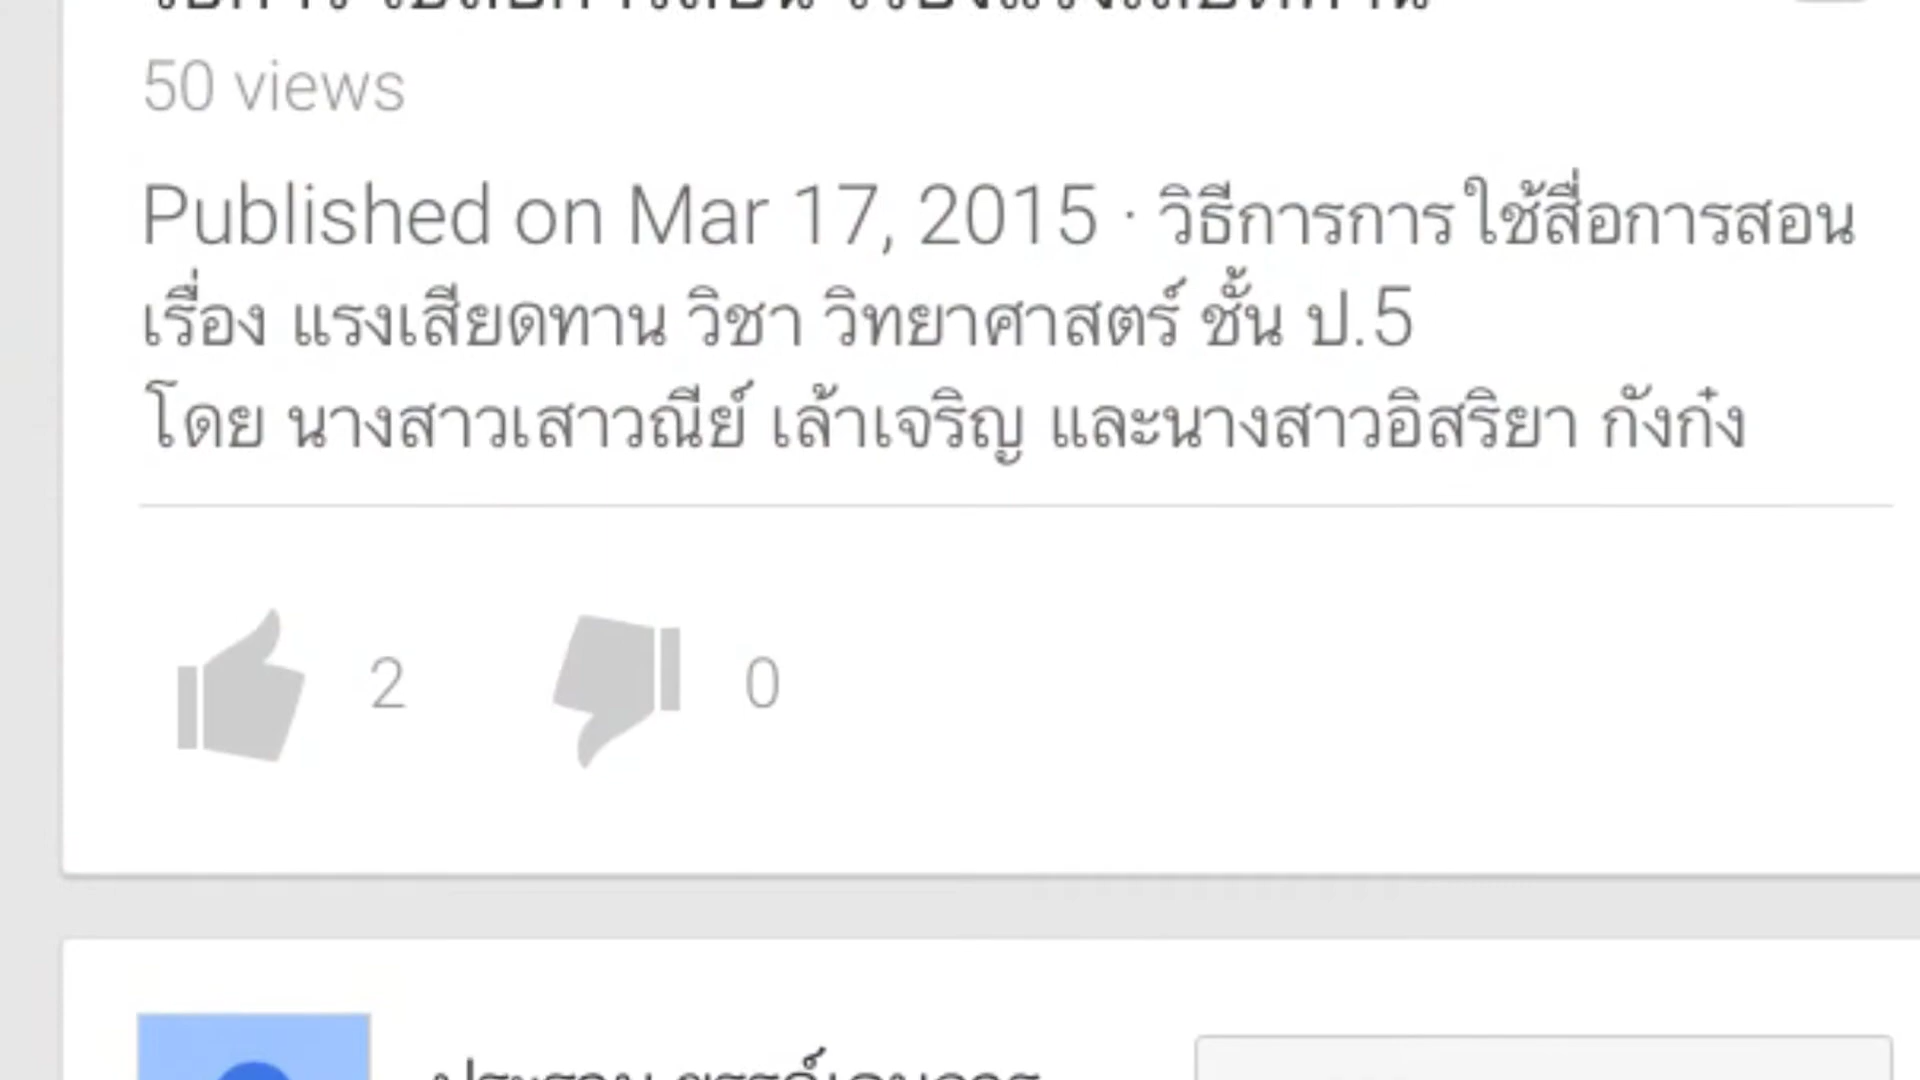 50 views
Published on Mar 17, 2015 · วิธีการการใช้สื่อการสอน
เรื่อง แรงเสียดทาน วิชา วิทยาศาสตร์ ชั้น ป.5
โดย นางสาวเสาวณีย์ เล้าเจริญ และนางสาวอิสริยา กังก๋ง
2 0